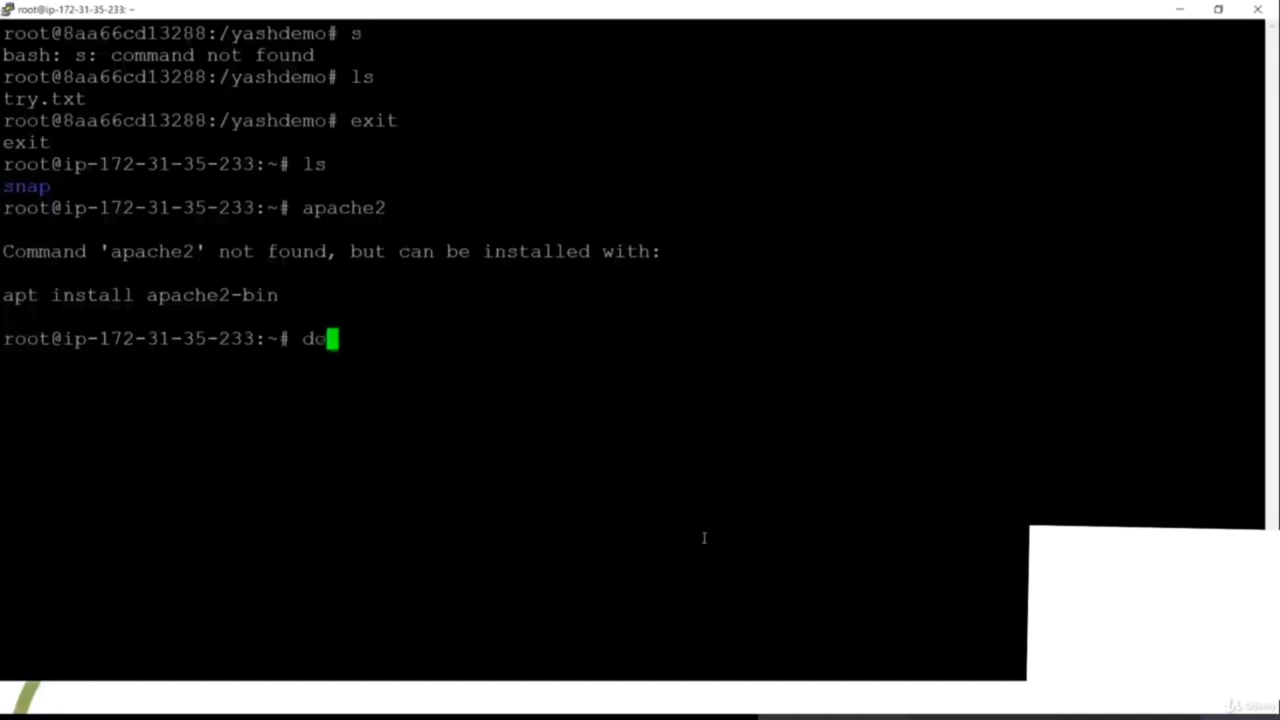 root@ip-172-31-35-233: ~
root@8aa66cd13288:/yashdemo# s
bash: s: command not found
root@8aa66cd13288:/yashdemo# ls
try.txt
root@8aa66cd13288:/yashdemo# exit
exit
root@ip-172-31-35-233:~# ls
snap
root@ip-172-31-35-233:~# apache2
Command 'apache2' not found, but can be installed with:
apt install apache2-bin
root@ip-172-31-35-233:~# do
Udemy